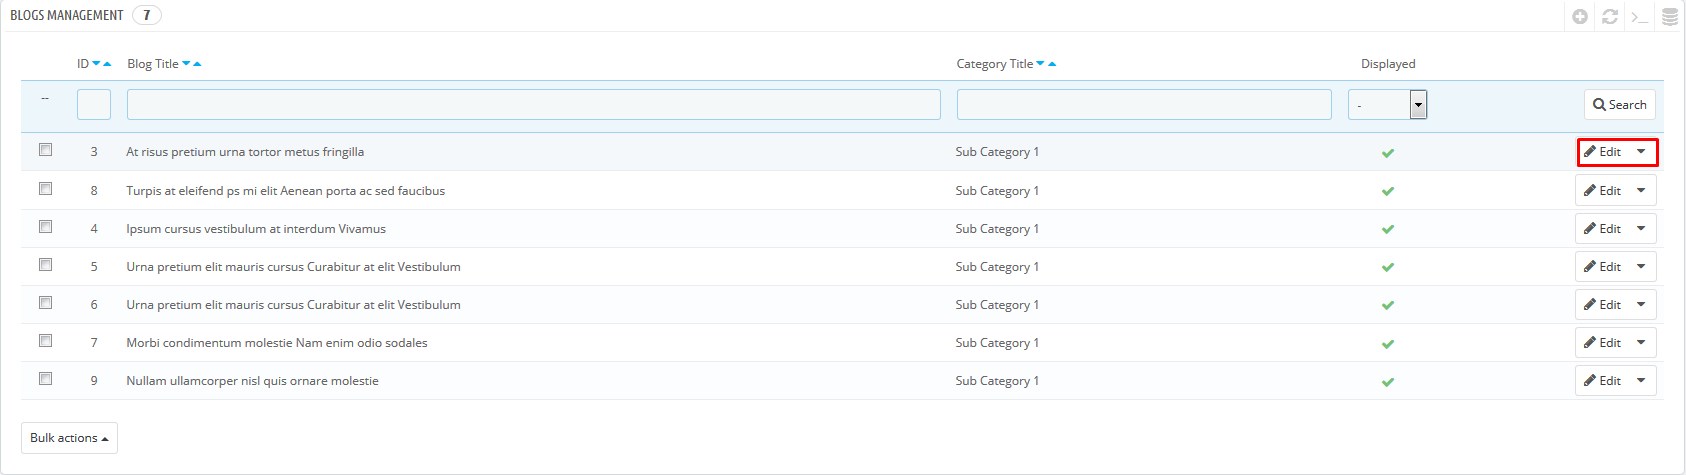 BLOGS MANAGEMENT 7
ID Blog Title Category Title Displayed
-- - Search
3 At risus pretium urna tortor metus fringilla Sub Category 1 Edit
8 Turpis at eleifend ps mi elit Aenean porta ac sed faucibus Sub Category 1 Edit
4 Ipsum cursus vestibulum at interdum Vivamus Sub Category 1 Edit
5 Urna pretium elit mauris cursus Curabitur at elit Vestibulum Sub Category 1 Edit
6 Urna pretium elit mauris cursus Curabitur at elit Vestibulum Sub Category 1 Edit
7 Morbi condimentum molestie Nam enim odio sodales Sub Category 1 Edit
9 Nullam ullamcorper nisl quis ornare molestie Sub Category 1 Edit
Bulk actions